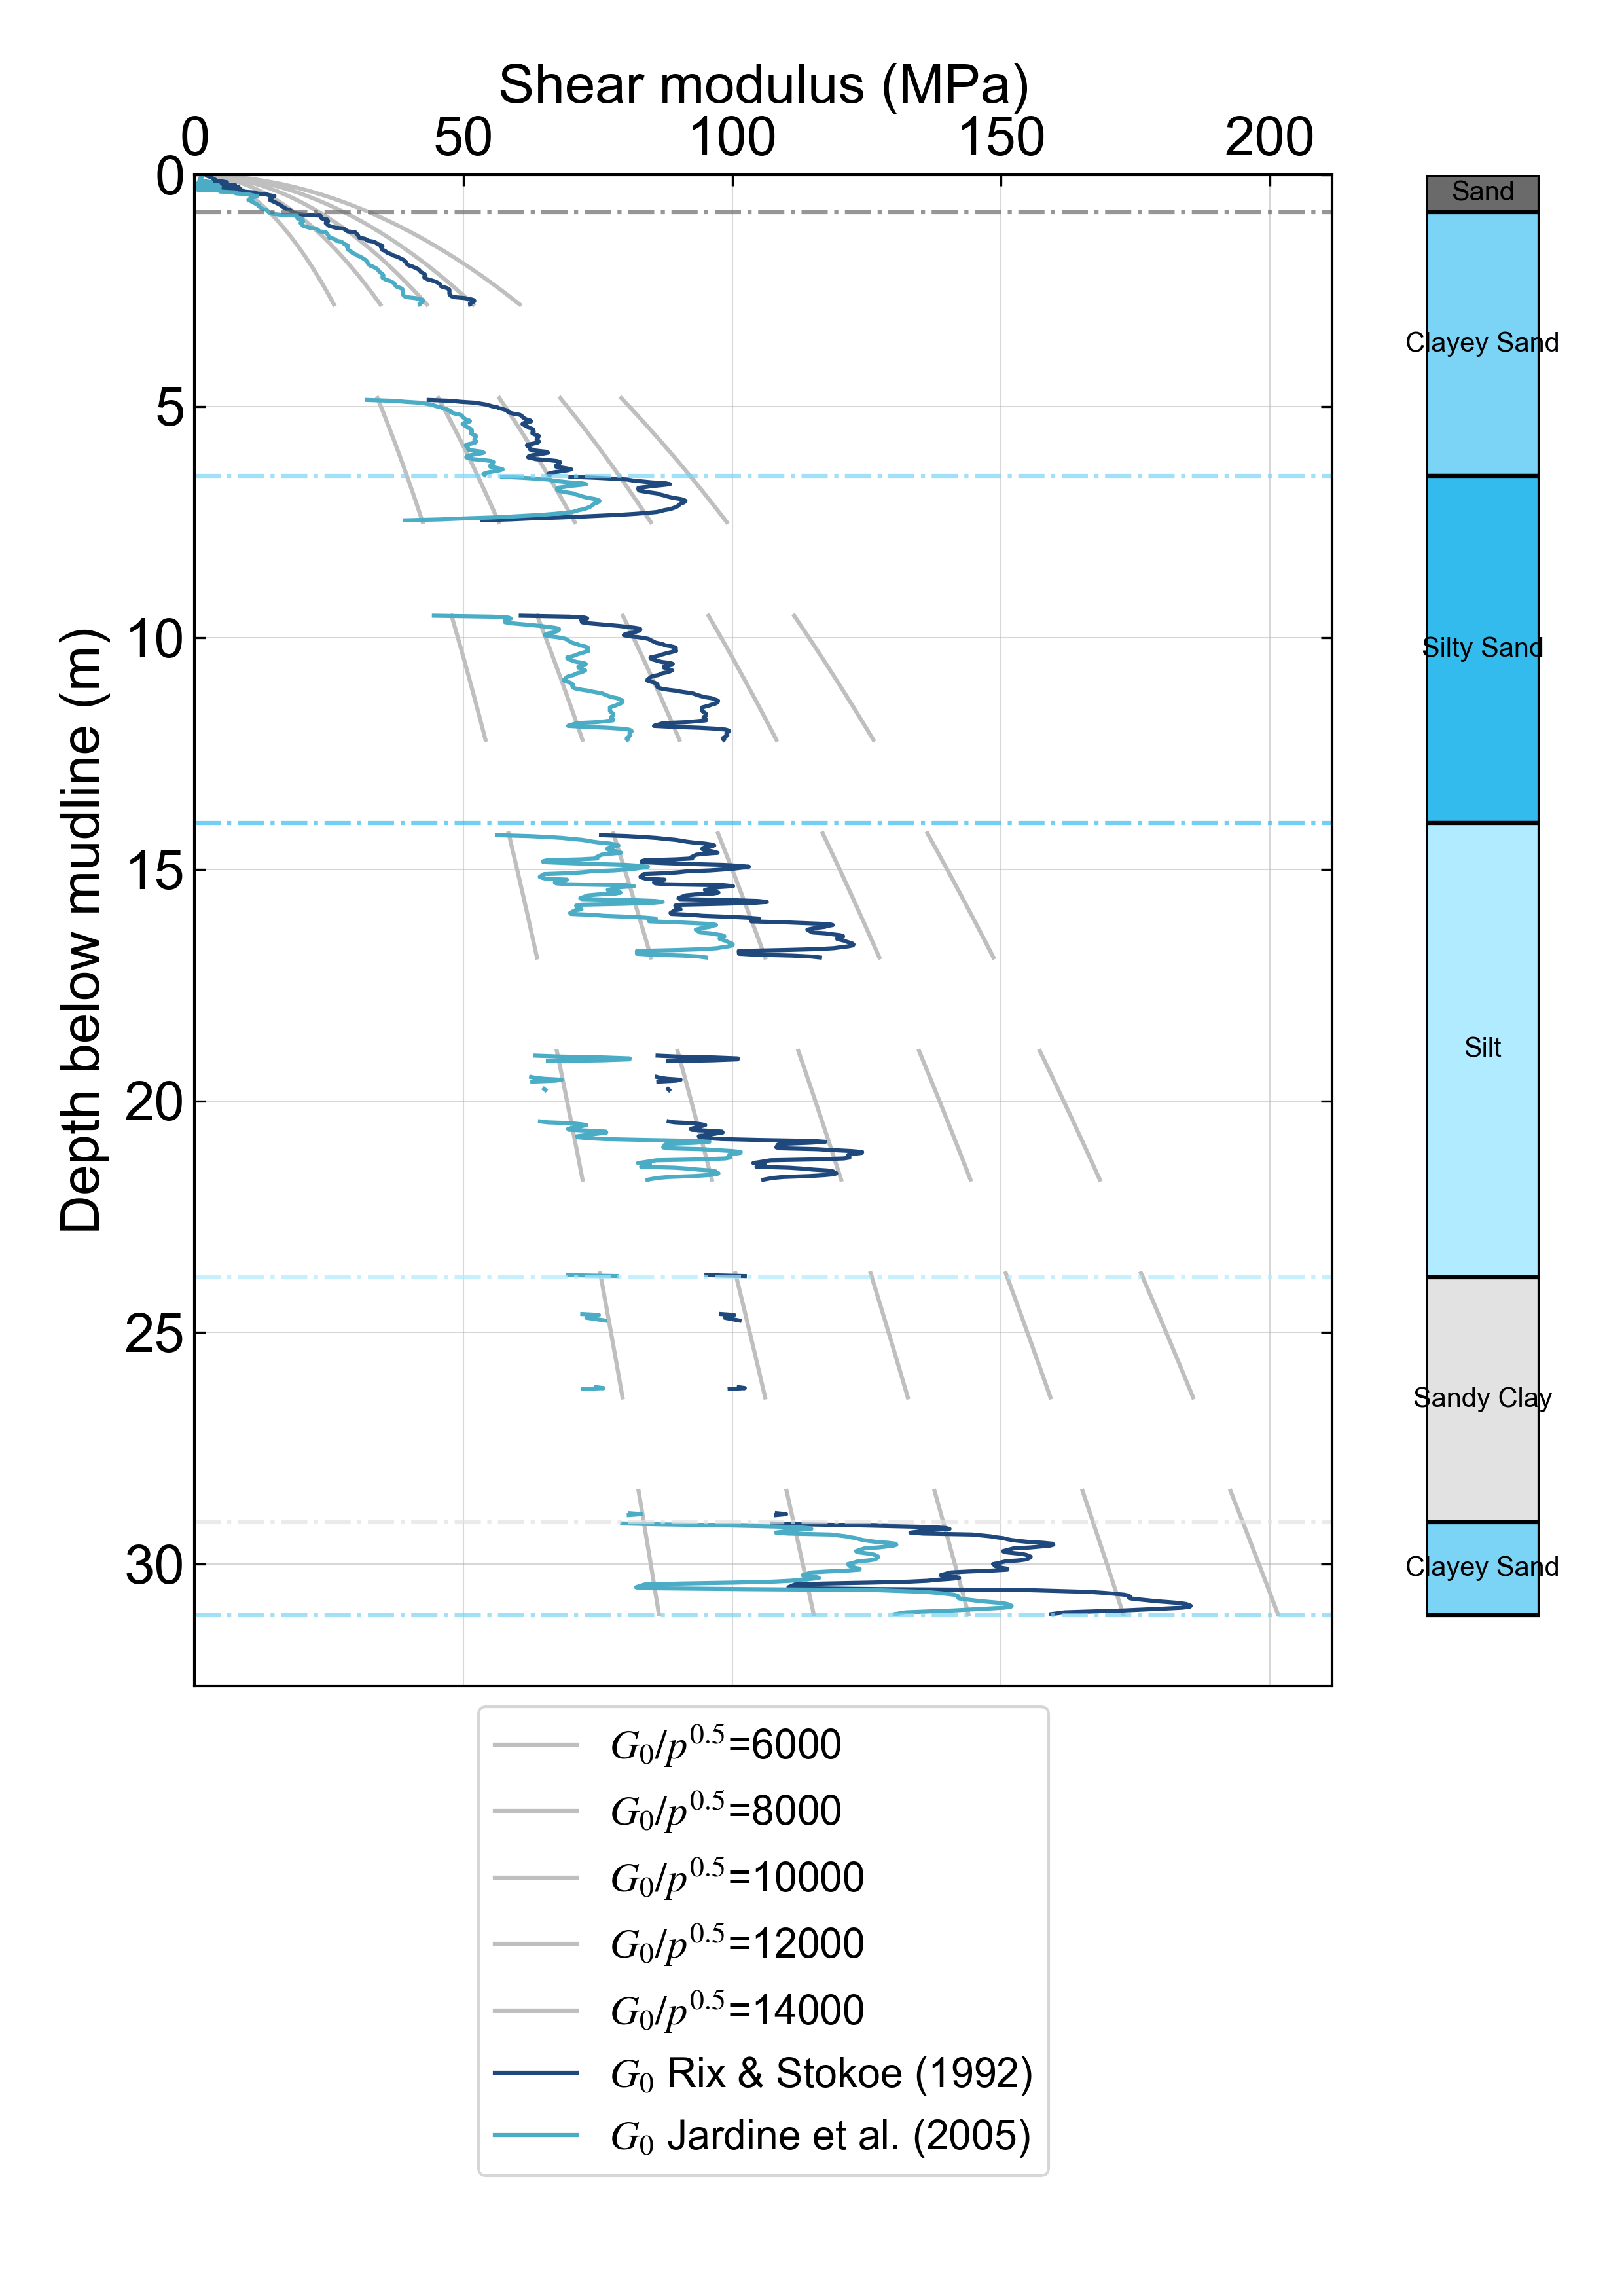 Shear modulus (MPa)
0 50 100 150 200
0
5
10
15
20
25
30
Depth below mudline (m)
Sand
Clayey Sand
Silty Sand
Silt
Sandy Clay
Clayey Sand
G₀/p⁰·⁵=6000
G₀/p⁰·⁵=8000
G₀/p⁰·⁵=10000
G₀/p⁰·⁵=12000
G₀/p⁰·⁵=14000
G₀ Rix & Stokoe (1992)
G₀ Jardine et al. (2005)